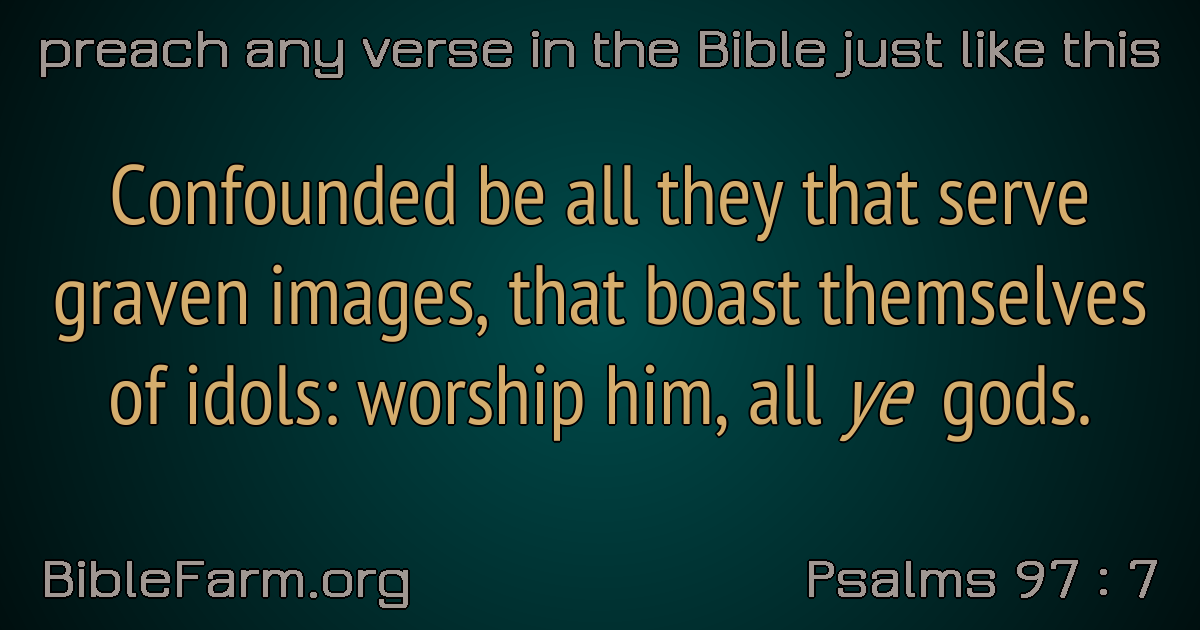 preach any verse in the Bible just like this
Confounded be all they that serve
graven images, that boast themselves
of idols: worship him, all ye gods.
BibleFarm.org
Psalms 97 : 7